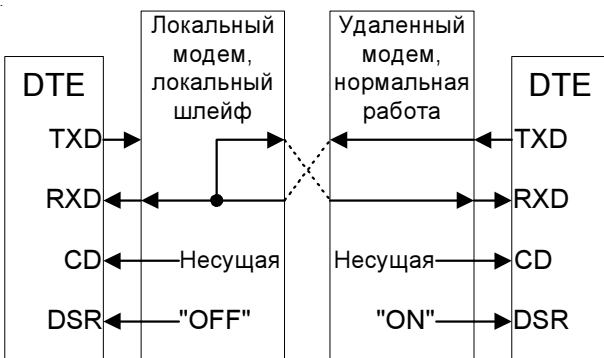 Локальный
модем,
локальный
шлейф
Удаленный
модем,
нормальная
работа
DTE
DTE
TXD
TXD
RXD
RXD
CD
Несущая
Несущая
CD
DSR
"OFF"
"ON"
DSR